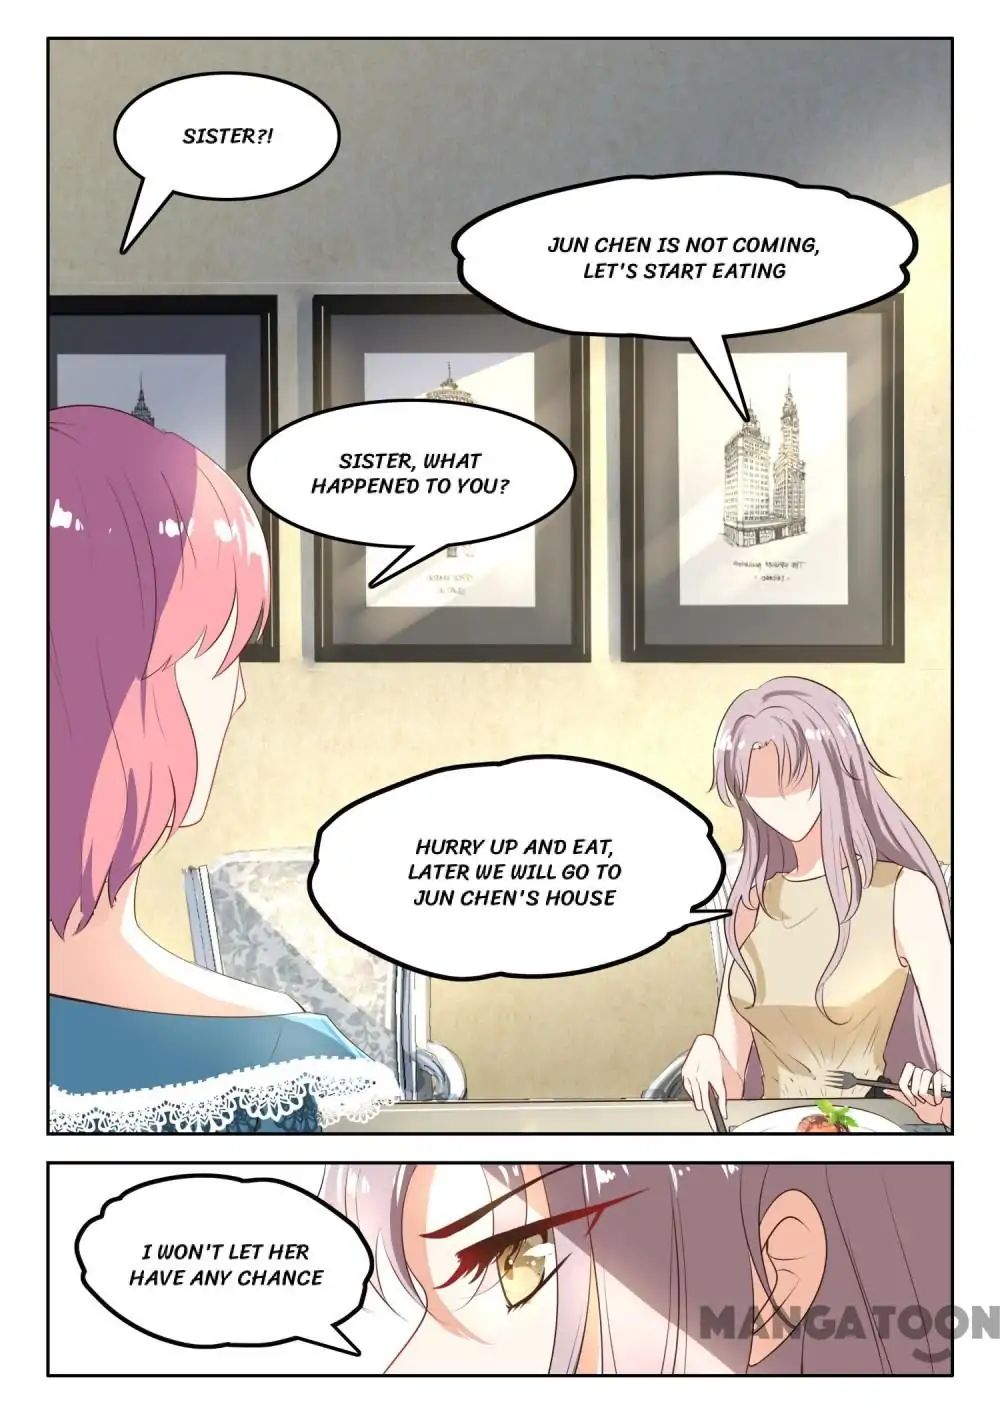 SISTER?!
JUN CHEN IS NOT COMING,
LET'S START EATING
SISTER, WHAT
HAPPENED TO YOU?
HURRY UP AND EAT,
LATER WE WILL GO TO
JUN CHEN'S HOUSE
I WON'T LET HER
HAVE ANY CHANCE
MANGATOON